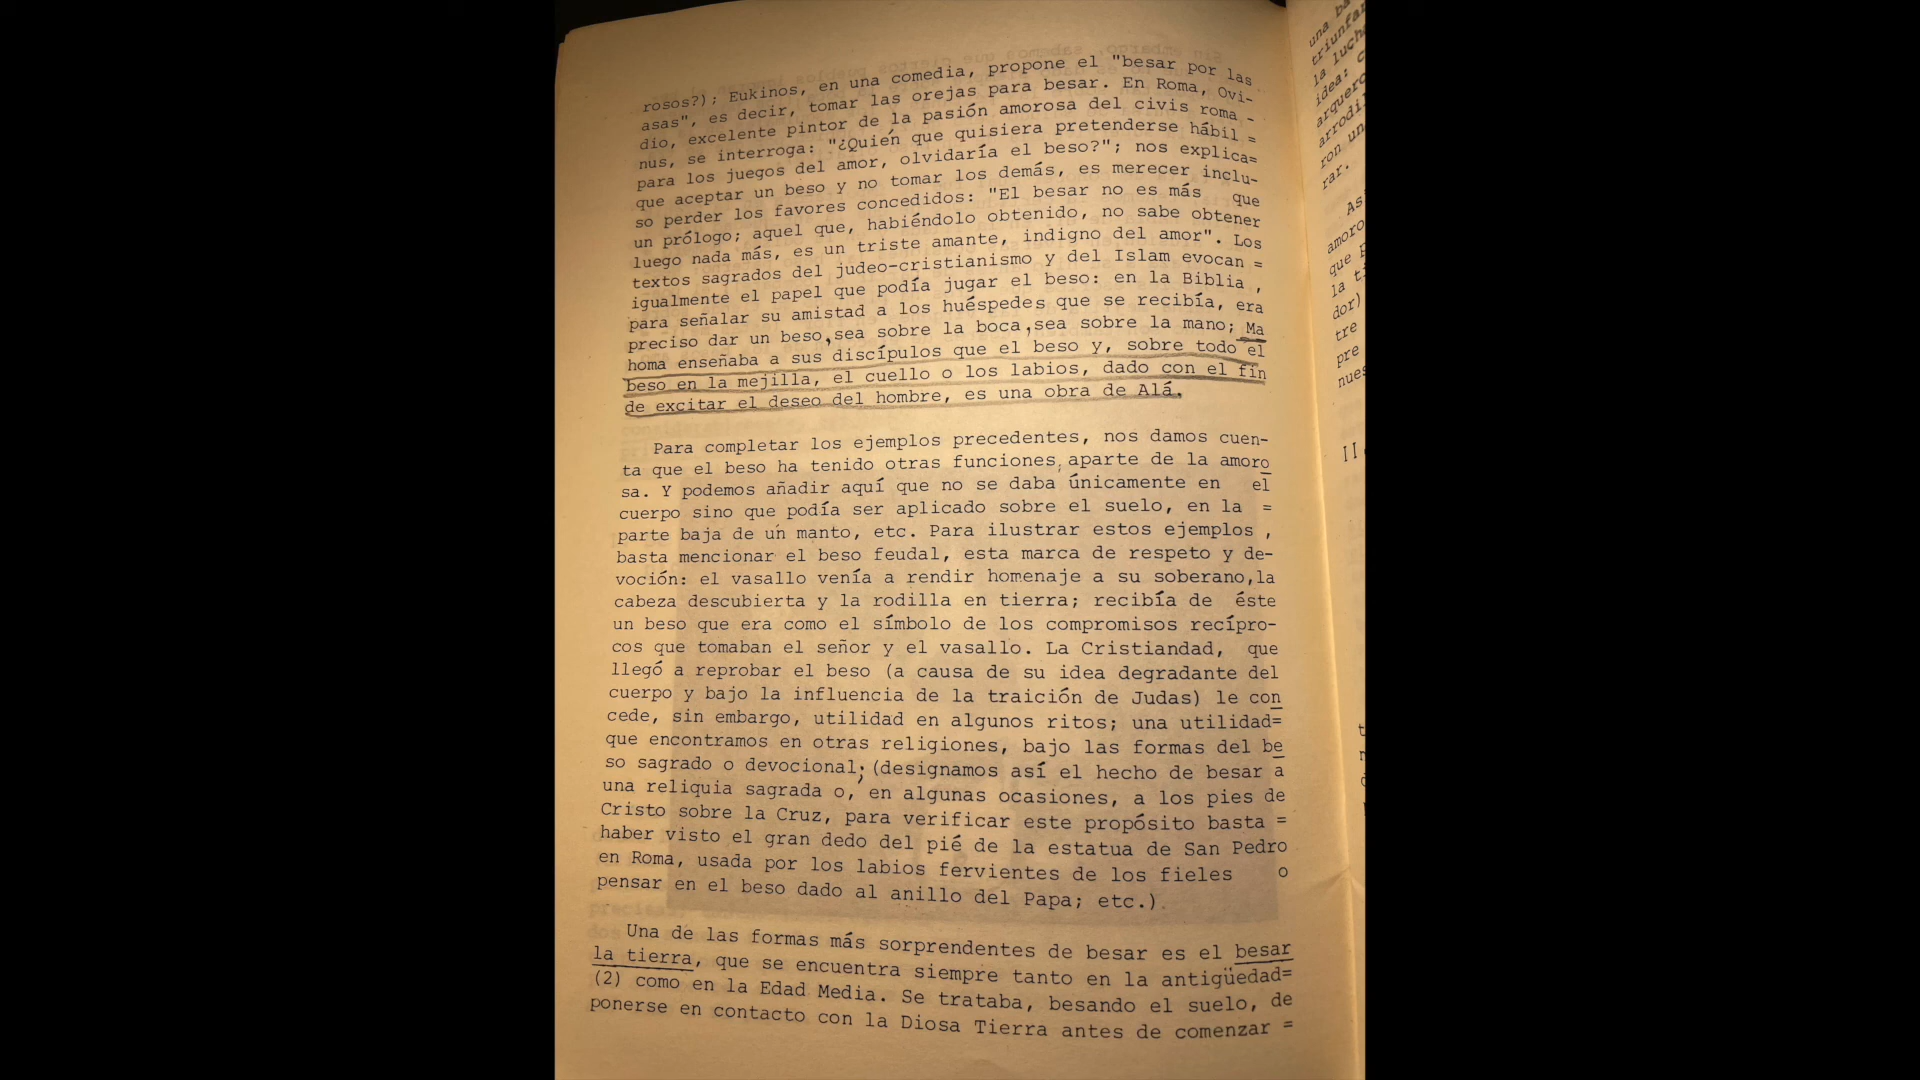 rosos?); Eukinos, en una comedia, propone el "besar por las
asas", es decir, tomar las orejas para besar. En Roma, Ovi-
dio, excelente pintor de la pasión amorosa del civis roma -
nus, se interroga: "¿Quién que quisiera pretenderse hábil =
para los juegos del amor, olvidaría el beso?"; nos explica=
que aceptar un beso y no tomar los demás, es merecer inclu-
so perder los favores concedidos: "El besar no es más que
un prólogo; aquel que, habiéndolo obtenido, no sabe obtener
luego nada más, es un triste amante, indigno del amor". Los
textos sagrados del judeo-cristianismo y del Islam evocan =
igualmente el papel que podía jugar el beso: en la Biblia ,
para señalar su amistad a los huéspedes que se recibía, era
preciso dar un beso,sea sobre la boca,sea sobre la mano; Ma
homa enseñaba a sus discípulos que el beso y, sobre todo el
beso en la mejilla, el cuello o los labios, dado con el fin
de excitar el deseo del hombre, es una obra de Alá.
Para completar los ejemplos precedentes, nos damos cuen-
ta que el beso ha tenido otras funciones, aparte de la amoro
sa. Y podemos añadir aquí que no se daba únicamente en el
cuerpo sino que podía ser aplicado sobre el suelo, en la =
parte baja de un manto, etc. Para ilustrar estos ejemplos ,
basta mencionar el beso feudal, esta marca de respeto y de-
voción: el vasallo venía a rendir homenaje a su soberano,la
cabeza descubierta y la rodilla en tierra; recibía de éste
un beso que era como el símbolo de los compromisos recípro-
cos que tomaban el señor y el vasallo. La Cristiandad, que
llegó a reprobar el beso (a causa de su idea degradante del
cuerpo y bajo la influencia de la traición de Judas) le con
cede, sin embargo, utilidad en algunos ritos; una utilidad=
que encontramos en otras religiones, bajo las formas del be
so sagrado o devocional; (designamos así el hecho de besar a
una reliquia sagrada o, en algunas ocasiones, a los pies de
Cristo sobre la Cruz, para verificar este propósito basta =
haber visto el gran dedo del pié de la estatua de San Pedro
en Roma, usada por los labios fervientes de los fieles o
pensar en el beso dado al anillo del Papa; etc.)
Una de las formas más sorprendentes de besar es el besar
la tierra, que se encuentra siempre tanto en la antigüedad=
(2) como en la Edad Media. Se trataba, besando el suelo, de
ponerse en contacto con la Diosa Tierra antes de comenzar =
una
la
idea:
ron un
rar.
que
la
dor)
tre
pre
II